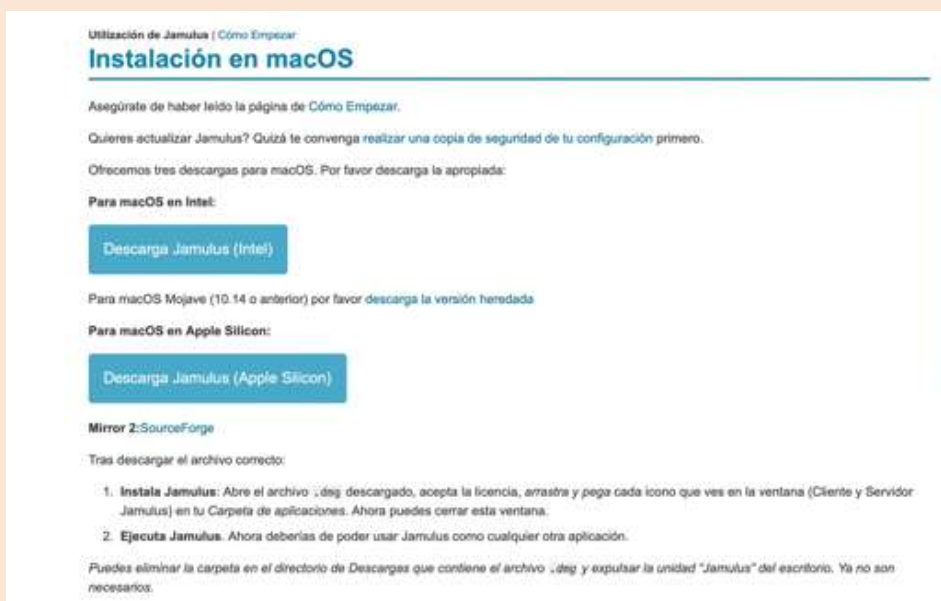 Utilización de Jamulus | Cómo Empezar
Instalación en macOS
Asegúrate de haber leído la página de Cómo Empezar.
Quieres actualizar Jamulus? Quizá te convenga realizar una copia de seguridad de tu configuración primero.
Ofrecemos tres descargas para macOS. Por favor descarga la apropiada:
Para macOS en Intel:
Descarga Jamulus (Intel)
Para macOS Mojave (10.14 o anterior) por favor descarga la versión heredada
Para macOS en Apple Silicon:
Descarga Jamulus (Apple Silicon)
Mirror 2:SourceForge
Tras descargar el archivo correcto:
1. Instala Jamulus: Abre el archivo .dmg descargado, acepta la licencia, arrastra y pega cada icono que ves en la ventana (Cliente y Servidor
Jamulus) en tu Carpeta de aplicaciones. Ahora puedes cerrar esta ventana.
2. Ejecuta Jamulus. Ahora deberías de poder usar Jamulus como cualquier otra aplicación.
Puedes eliminar la carpeta en el directorio de Descargas que contiene el archivo .dmg y expulsar la unidad "Jamulus" del escritorio. Ya no son
necesarios.